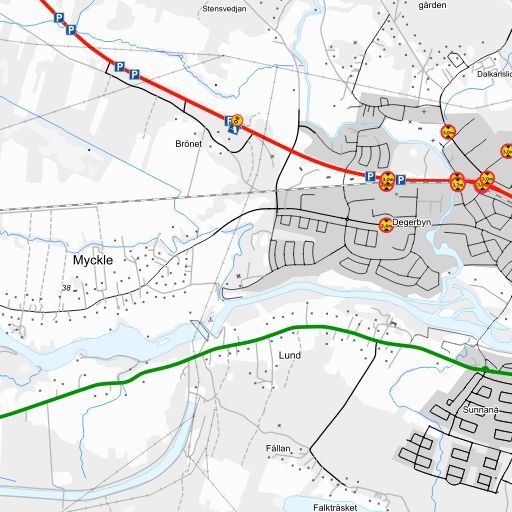 Stensvedjan
gården
Dalkarlslid
P
P
P
P
P
Brönet
P
P
Degerbyn
Myckle
38
Lund
Sunnanå
Fällan
Falkträsket